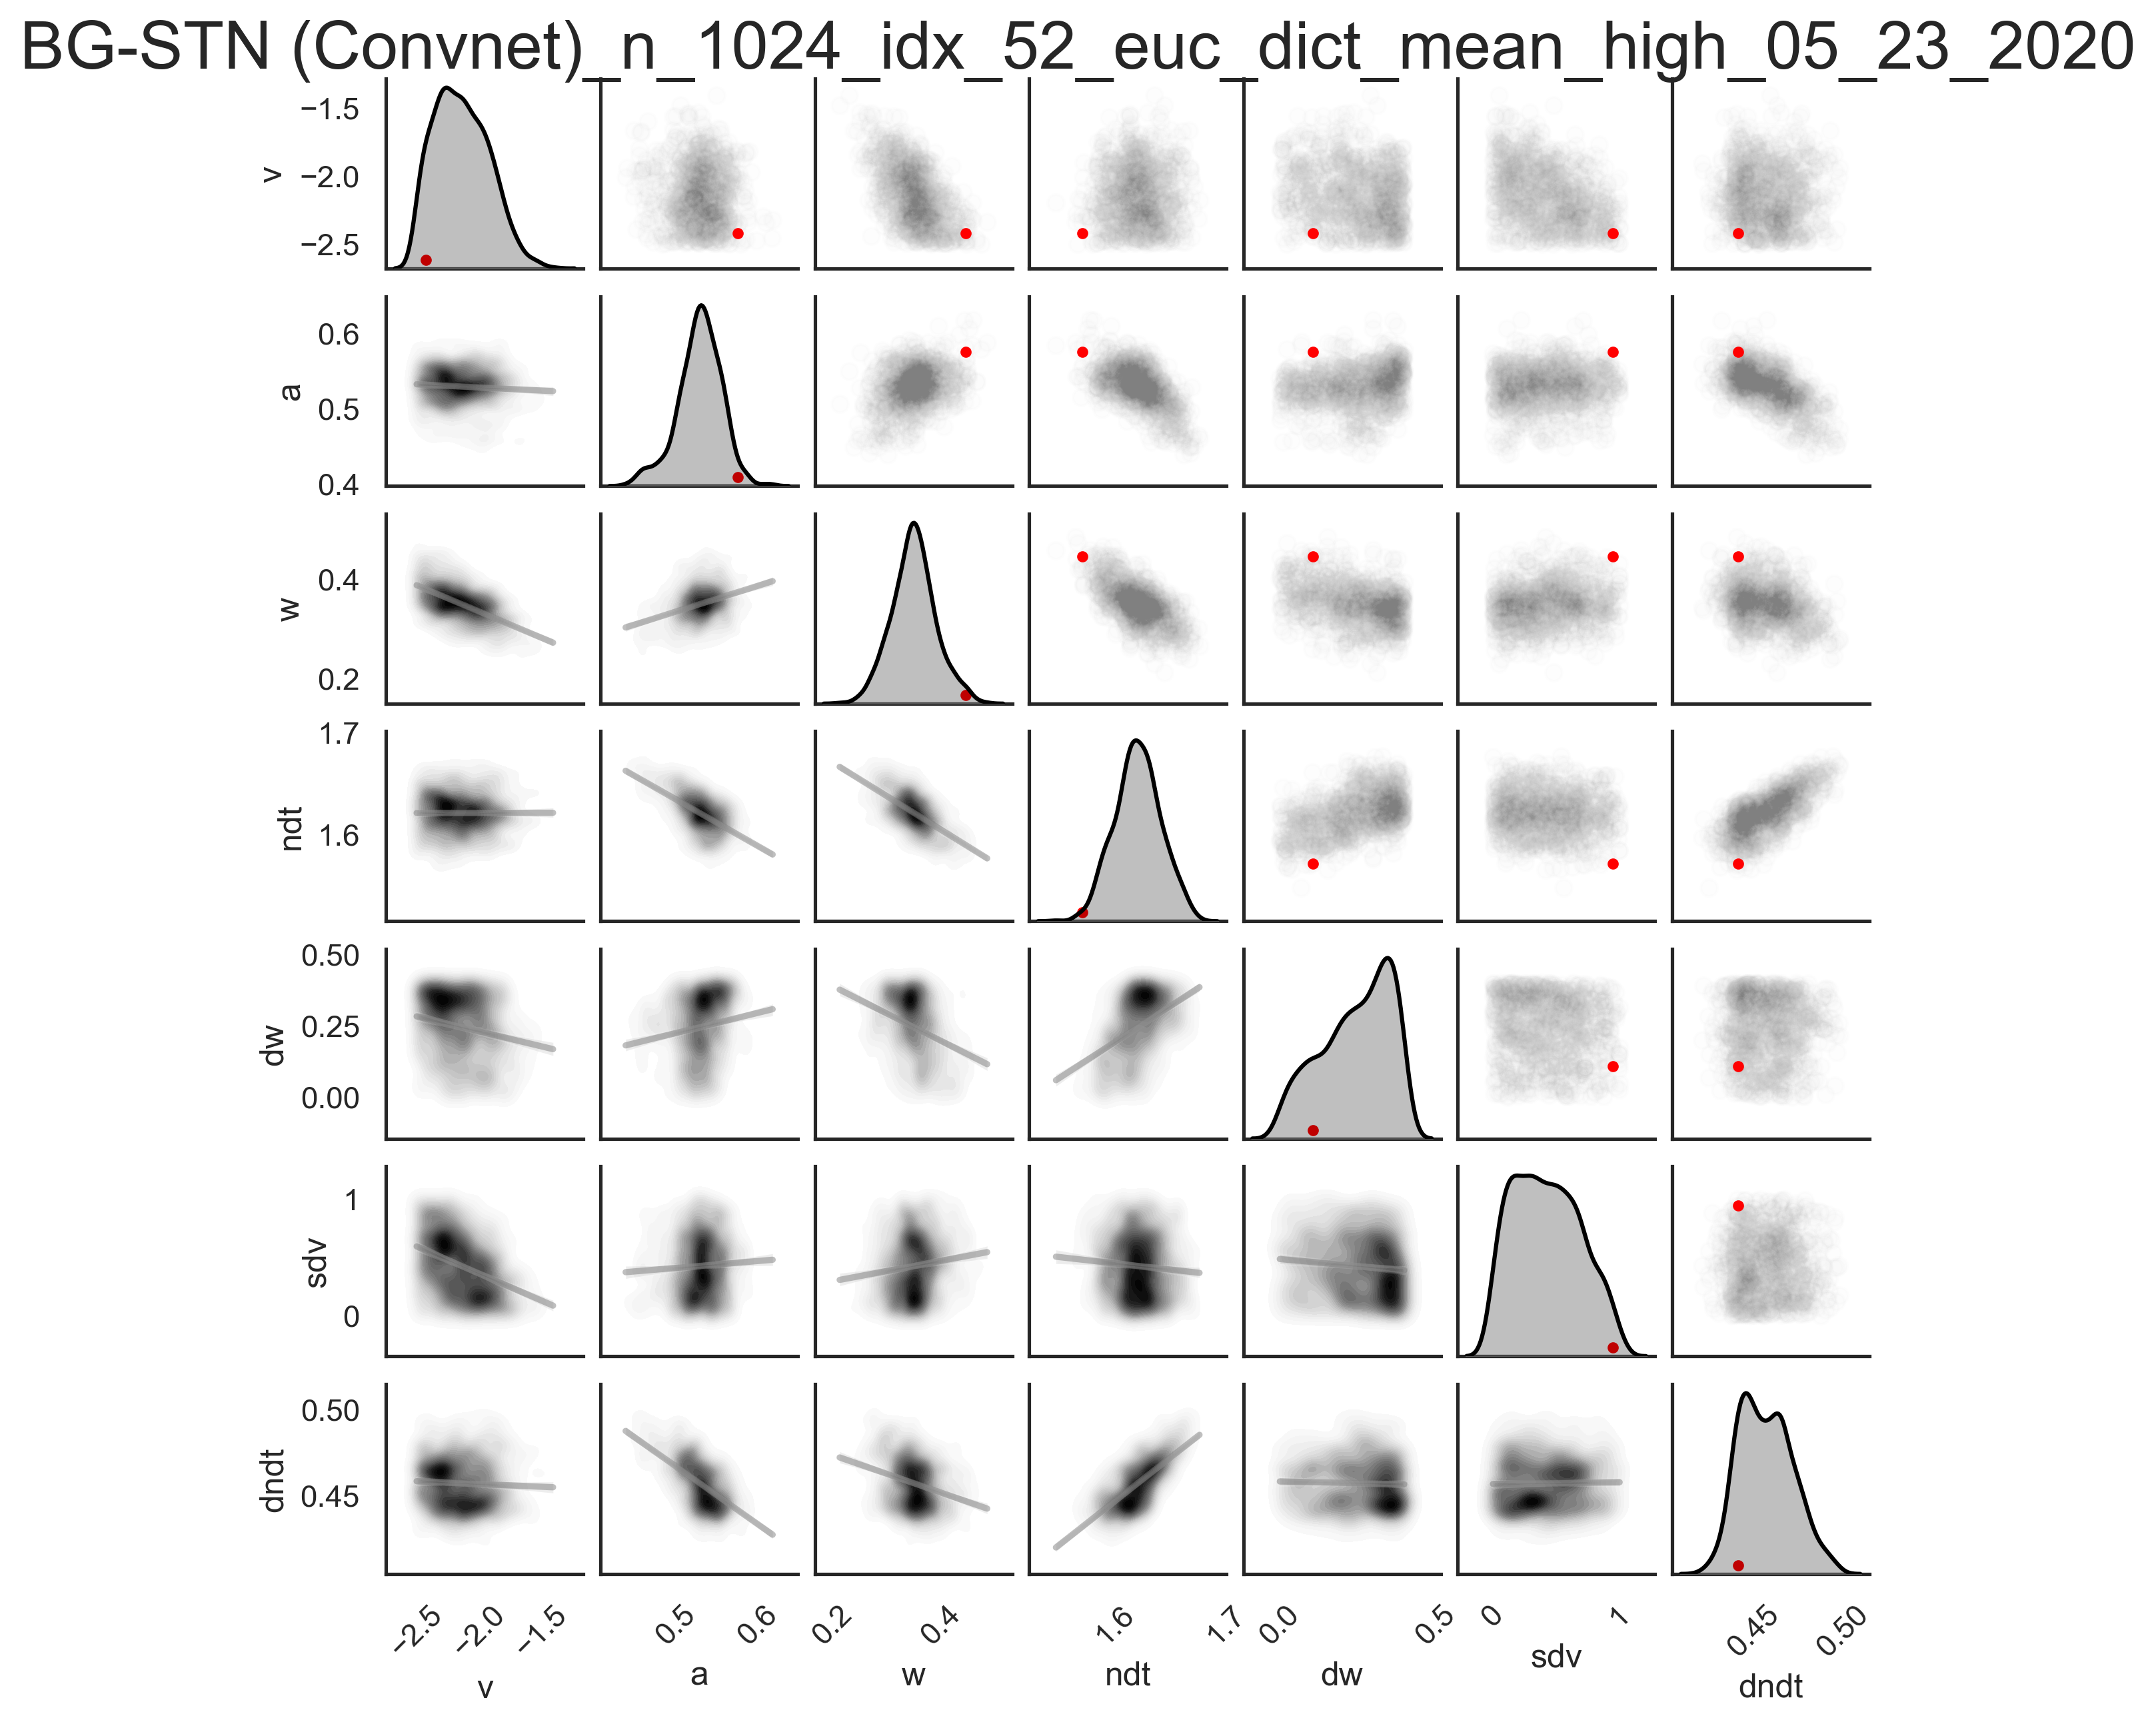 BG-STN (Convnet)_n_1024_idx_52_euc_dict_mean_high_05_23_2020
−1.5
v −2.0
−2.5
0.6
a
0.5
0.4
0.4
w
0.2
1.7
ndt
1.6
0.50
0.25
dw
0.00
1
sdv
0
0.50
dndt
0.45
−2.5 −2.0 −1.5 0.5 0.6 0.2 0.4 1.6 1.7 0.0 0.5 0 1 0.45 0.50
v a w ndt dw sdv dndt